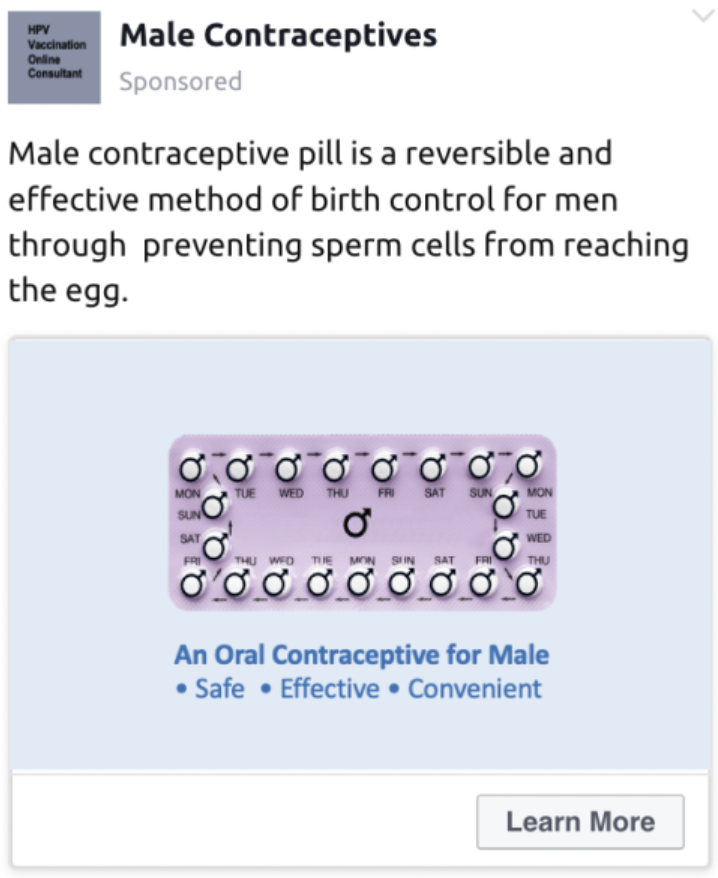 HPV
Vaccination
Online
Consultant
Male Contraceptives
Sponsored
Male contraceptive pill is a reversible and
effective method of birth control for men
through preventing sperm cells from reaching
the egg.
MON TUE WED THU FRI SAT SUN MON
SUN TUE
SAT WED
FRI THU WED TUE MON SUN SAT FRI THU
An Oral Contraceptive for Male
• Safe • Effective • Convenient
Learn More